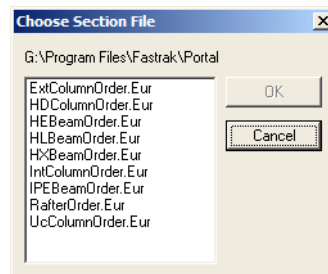 Choose Section File
G:\Program Files\Fastrak\Portal
ExtColumnOrder.Eur
HDColumnOrder.Eur
HEBeamOrder.Eur
HLBeamOrder.Eur
HXBeamOrder.Eur
IntColumnOrder.Eur
IPEBeamOrder.Eur
RafterOrder.Eur
UcColumnOrder.Eur
OK
Cancel